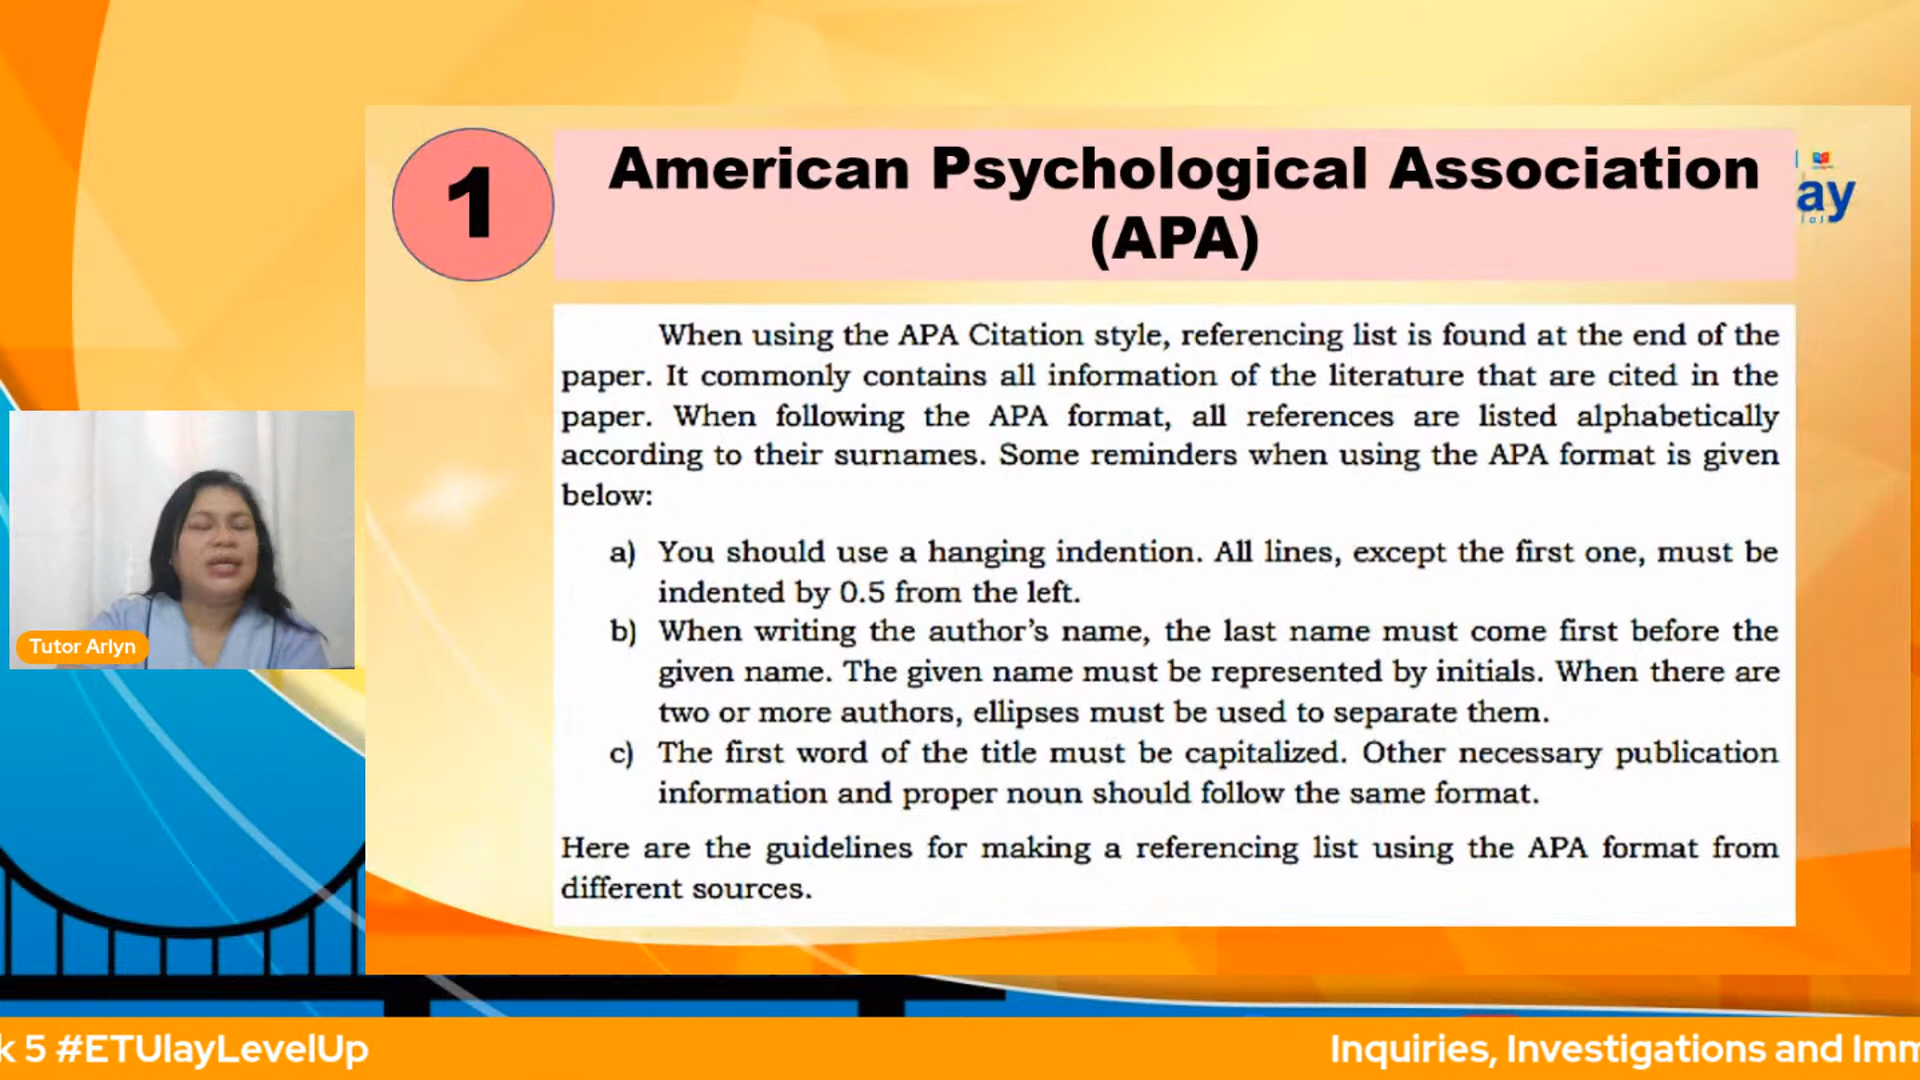 1
American Psychological Association
(APA)
ay
When using the APA Citation style, referencing list is found at the end of the
paper. It commonly contains all information of the literature that are cited in the
paper. When following the APA format, all references are listed alphabetically
according to their surnames. Some reminders when using the APA format is given
below:
a) You should use a hanging indention. All lines, except the first one, must be
indented by 0.5 from the left.
b) When writing the author's name, the last name must come first before the
given name. The given name must be represented by initials. When there are
two or more authors, ellipses must be used to separate them.
c) The first word of the title must be capitalized. Other necessary publication
information and proper noun should follow the same format.
Here are the guidelines for making a referencing list using the APA format from
different sources.
Tutor Arlyn
k 5 #ETUlayLevelUp
Inquiries, Investigations and Imm